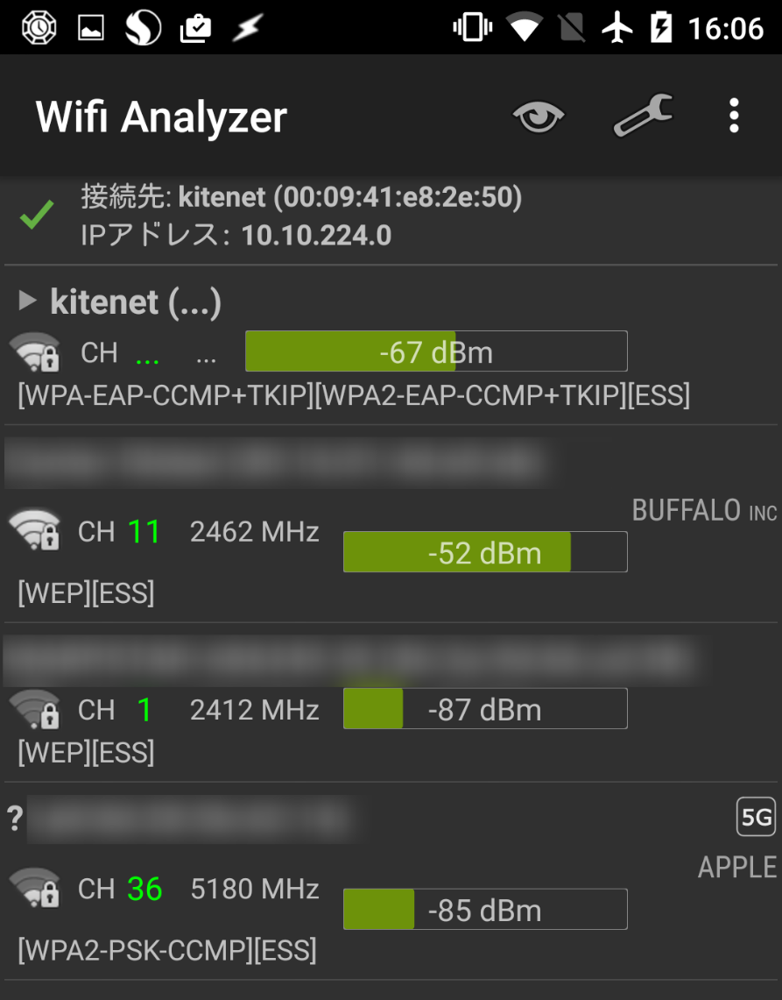 16:06
Wifi Analyzer
接続先: kitenet (00:09:41:e8:2e:50)
IPアドレス: 10.10.224.0
kitenet (...)
CH ... ... -67 dBm
[WPA-EAP-CCMP+TKIP][WPA2-EAP-CCMP+TKIP][ESS]
BUFFALO INC
CH 11 2462 MHz -52 dBm
[WEP][ESS]
CH 1 2412 MHz -87 dBm
[WEP][ESS]
? 5G
APPLE
CH 36 5180 MHz -85 dBm
[WPA2-PSK-CCMP][ESS]